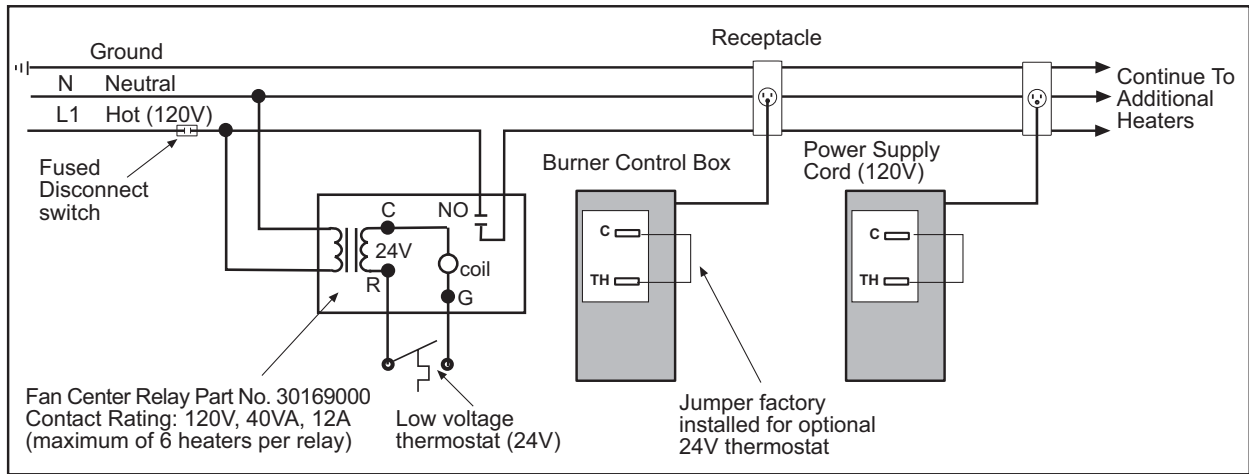 Ground
Receptacle
N Neutral
L1 Hot (120V)
Continue To
Additional
Heaters
Fused
Disconnect
switch
Burner Control Box
Power Supply
Cord (120V)
C
NO
24V
R
coil
G
C
TH
C
TH
Fan Center Relay Part No. 30169000
Contact Rating: 120V, 40VA, 12A
(maximum of 6 heaters per relay)
Low voltage
thermostat (24V)
Jumper factory
installed for optional
24V thermostat